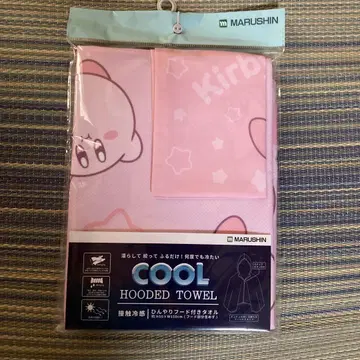 MARUSHIN
Kirb
MARUSHIN
濡らして 絞って ふるだけ！何度でも冷たい
COOL
HOODED TOWEL
接触冷感
ひんやりフード付きタオル